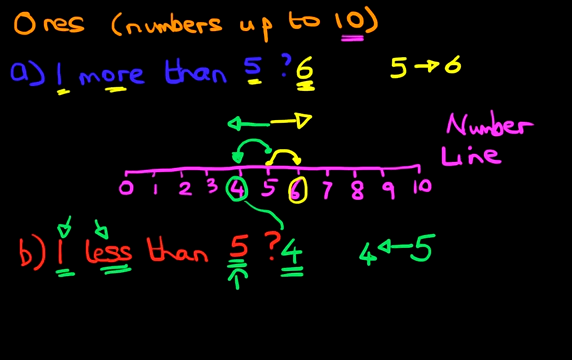 Ones (numbers up to 10)
a) 1 more than 5 ? 6
5 → 6
Number
Line
0 1 2 3 4 5 6 7 8 9 10
b) 1 less than 5 ? 4
4 ← 5